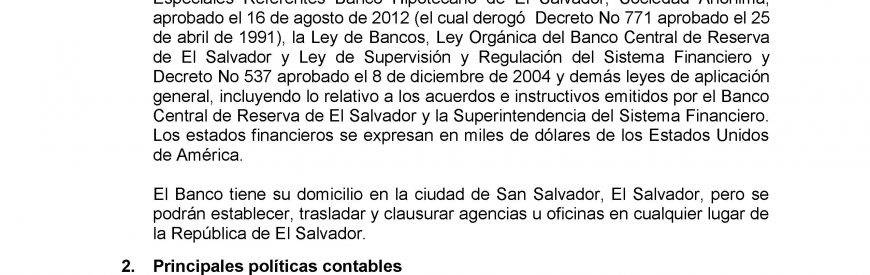 Especiales Referentes Banco Hipotecario de El Salvador, Sociedad Anónima,
aprobado el 16 de agosto de 2012 (el cual derogó Decreto No 771 aprobado el 25
de abril de 1991), la Ley de Bancos, Ley Orgánica del Banco Central de Reserva
de El Salvador y Ley de Supervisión y Regulación del Sistema Financiero y
Decreto No 537 aprobado el 8 de diciembre de 2004 y demás leyes de aplicación
general, incluyendo lo relativo a los acuerdos e instructivos emitidos por el Banco
Central de Reserva de El Salvador y la Superintendencia del Sistema Financiero.
Los estados financieros se expresan en miles de dólares de los Estados Unidos
de América.
El Banco tiene su domicilio en la ciudad de San Salvador, El Salvador, pero se
podrán establecer, trasladar y clausurar agencias u oficinas en cualquier lugar de
la República de El Salvador.
2. Principales políticas contables